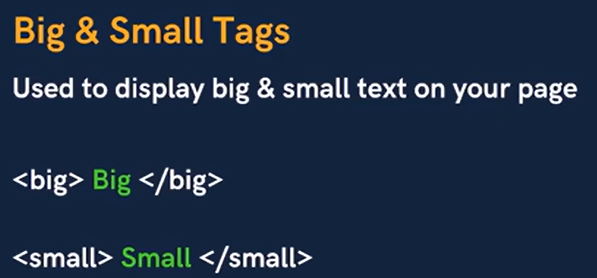 Big & Small Tags
Used to display big & small text on your page
<big> Big </big>
<small> Small </small>